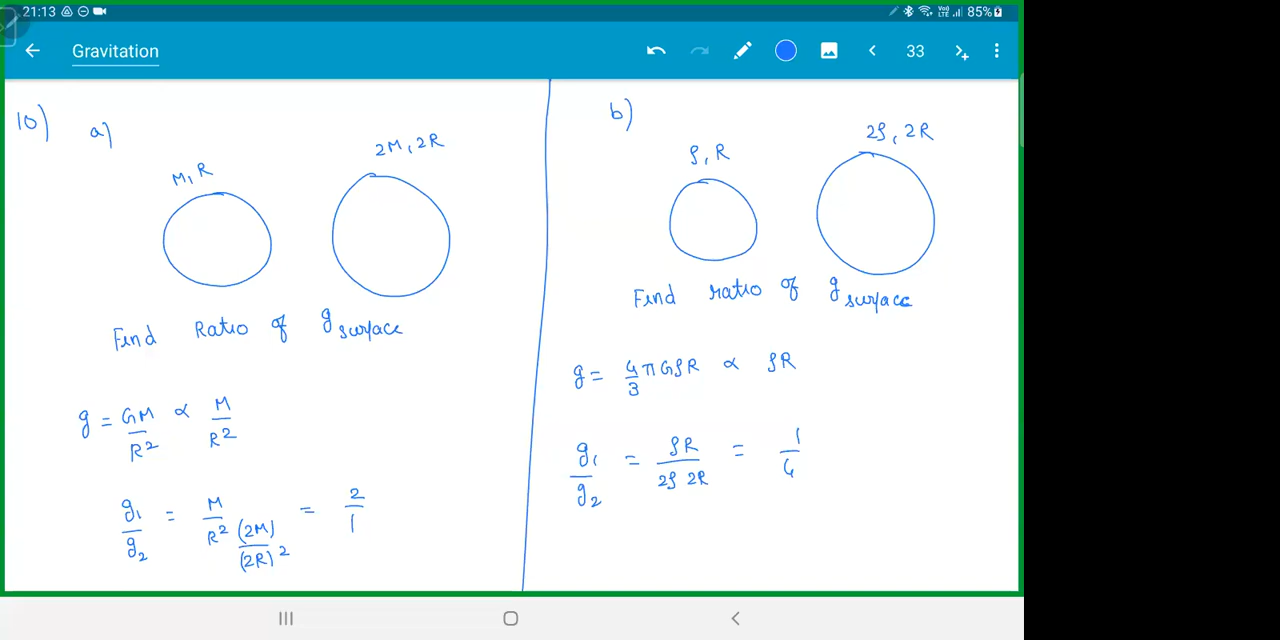 21:13
Vo)) LTE 85%
Gravitation
33
10)
a)
M, R
2M, 2R
Find Ratio of g surface
g = GM/R² ∝ M/R²
g₁/g₂ = M/R² (2M)/(2R)² = 2/1
b)
ρ, R
2ρ, 2R
Find ratio of g surface
g = 4/3 πGρR ∝ ρR
g₁/g₂ = ρR/2ρ 2R = 1/4